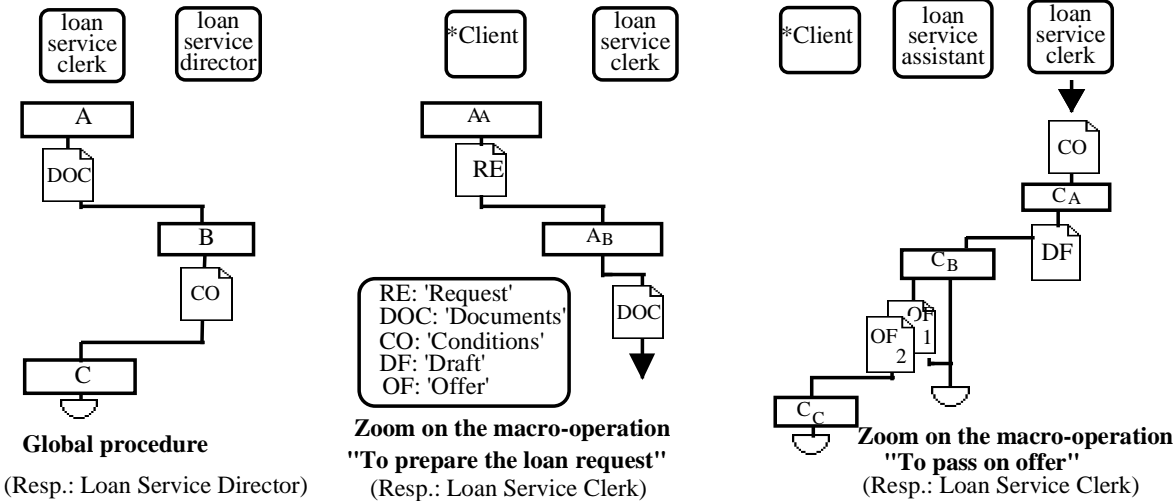 loan
service
clerk
loan
service
director
A
DOC
B
CO
C
Global procedure
(Resp.: Loan Service Director)
*Client
loan
service
clerk
AA
RE
AB
DOC
RE: 'Request'
DOC: 'Documents'
CO: 'Conditions'
DF: 'Draft'
OF: 'Offer'
Zoom on the macro-operation
"To prepare the loan request"
(Resp.: Loan Service Clerk)
*Client
loan
service
assistant
loan
service
clerk
CO
CA
DF
CB
OF
1
OF
2
CC
Zoom on the macro-operation
"To pass on offer"
(Resp.: Loan Service Clerk)